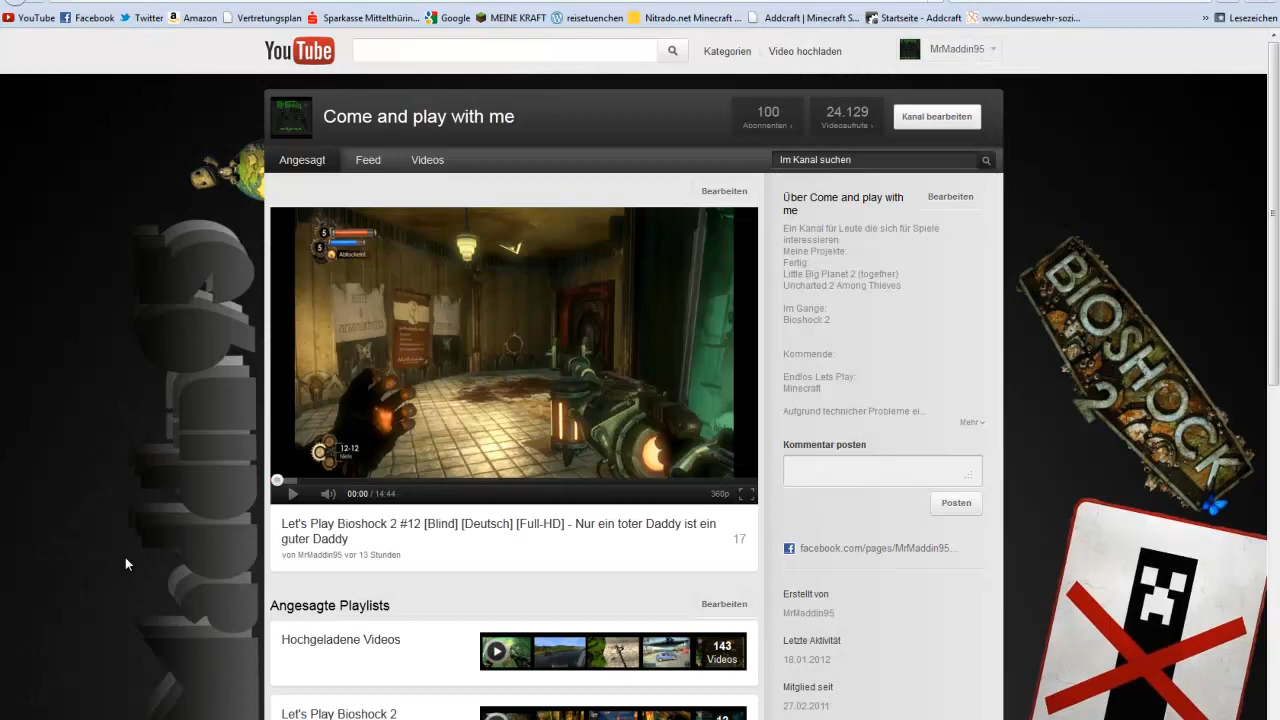 YouTube Facebook Twitter Amazon Vertretungsplan Sparkasse Mittelthürin... Google MEINE KRAFT reisetuenchen Nitrado.net Minecraft ... Addcraft | Minecraft S... Startseite - Addcraft www.bundeswehr-sozi... » Lesezeichen
YouTube Kategorien Video hochladen MrMaddin95
Come and play with me
100
Abonnenten ›
24.129
Videoaufrufe ›
Kanal bearbeiten
Angesagt Feed Videos Im Kanal suchen
Bearbeiten
5
5
Ablockeinl.
12-12
Niete
00:00 / 14:44 360p
Let's Play Bioshock 2 #12 [Blind] [Deutsch] [Full-HD] - Nur ein toter Daddy ist ein
guter Daddy
17
von MrMaddin95 vor 13 Stunden
Angesagte Playlists Bearbeiten
Hochgeladene Videos
143
Videos
Let's Play Bioshock 2
Über Come and play with
me
Bearbeiten
Ein Kanal für Leute die sich für Spiele
interessieren.
Meine Projekte:
Fertig:
Little Big Planet 2 (together)
Uncharted 2 Among Thieves
Im Gange:
Bioshock 2
Kommende:
Endlos Lets Play:
Minecraft
Aufgrund technicher Probleme ei...
Mehr
Kommentar posten
Posten
facebook.com/pages/MrMaddin95...
Erstellt von
MrMaddin95
Letzte Aktivität
18.01.2012
Mitglied seit
27.02.2011
BIOSHOCK
2